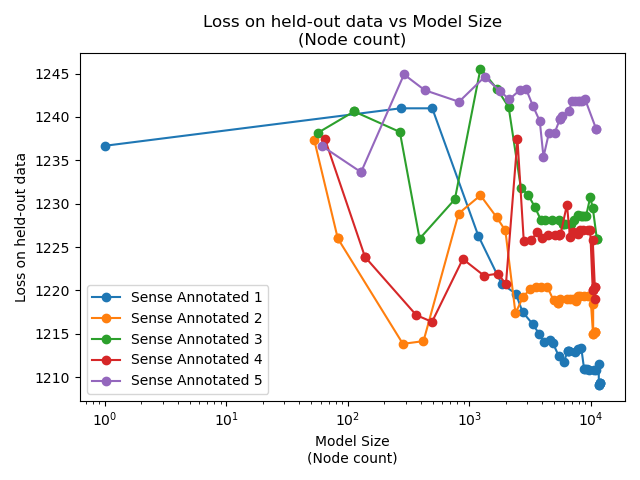 Loss on held-out data vs Model Size
(Node count)
Loss on held-out data
1245
1240
1235
1230
1225
1220
1215
1210
Sense Annotated 1
Sense Annotated 2
Sense Annotated 3
Sense Annotated 4
Sense Annotated 5
10⁰ 10¹ 10² 10³ 10⁴
Model Size
(Node count)